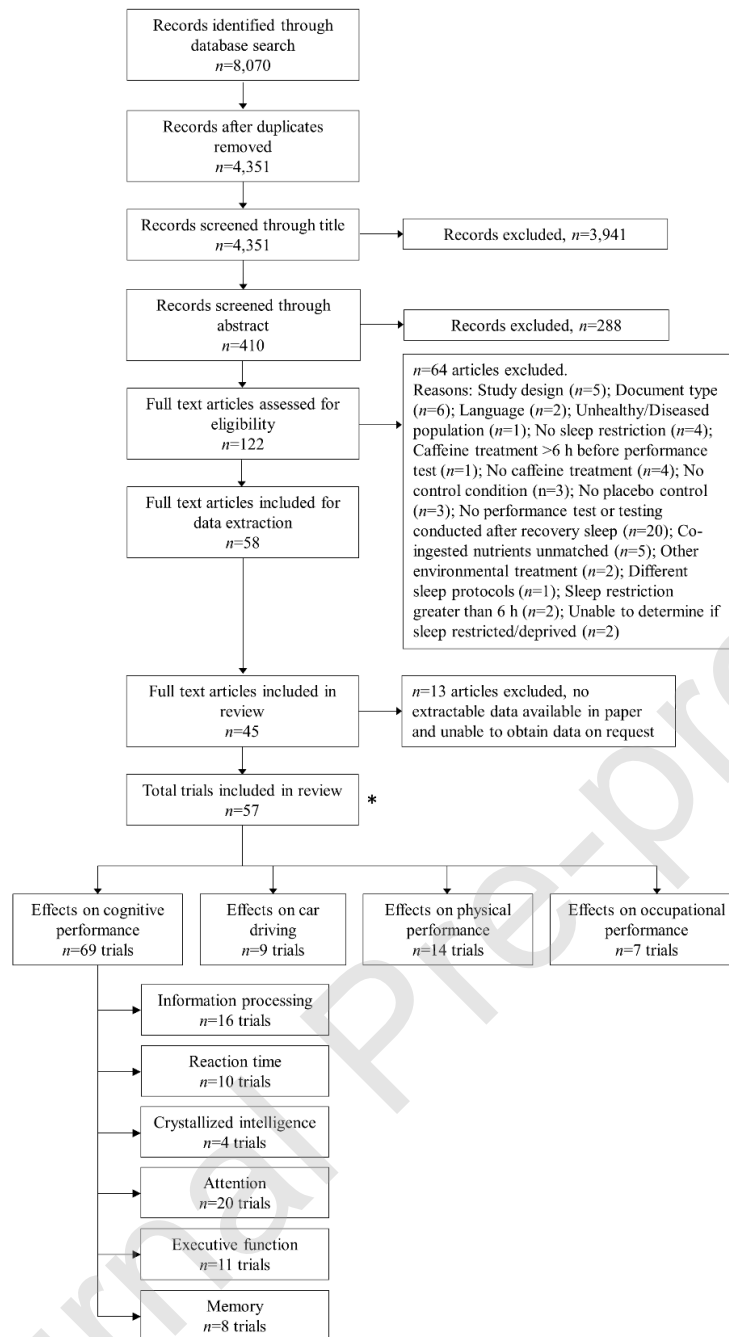 Records identified through
database search
n=8,070
Records after duplicates
removed
n=4,351
Records screened through title
n=4,351
Records excluded, n=3,941
Records screened through
abstract
n=410
Records excluded, n=288
Full text articles assessed for
eligibility
n=122
n=64 articles excluded.
Reasons: Study design (n=5); Document type
(n=6); Language (n=2); Unhealthy/Diseased
population (n=1); No sleep restriction (n=4);
Caffeine treatment >6 h before performance
test (n=1); No caffeine treatment (n=4); No
control condition (n=3); No placebo control
(n=3); No performance test or testing
conducted after recovery sleep (n=20); Co-
ingested nutrients unmatched (n=5); Other
environmental treatment (n=2); Different
sleep protocols (n=1); Sleep restriction
greater than 6 h (n=2); Unable to determine if
sleep restricted/deprived (n=2)
Full text articles included for
data extraction
n=58
Full text articles included in
review
n=45
n=13 articles excluded, no
extractable data available in paper
and unable to obtain data on request
Total trials included in review
n=57
*
Effects on cognitive
performance
n=69 trials
Effects on car
driving
n=9 trials
Effects on physical
performance
n=14 trials
Effects on occupational
performance
n=7 trials
Information processing
n=16 trials
Reaction time
n=10 trials
Crystallized intelligence
n=4 trials
Attention
n=20 trials
Executive function
n=11 trials
Memory
n=8 trials
rnal Pre-pr